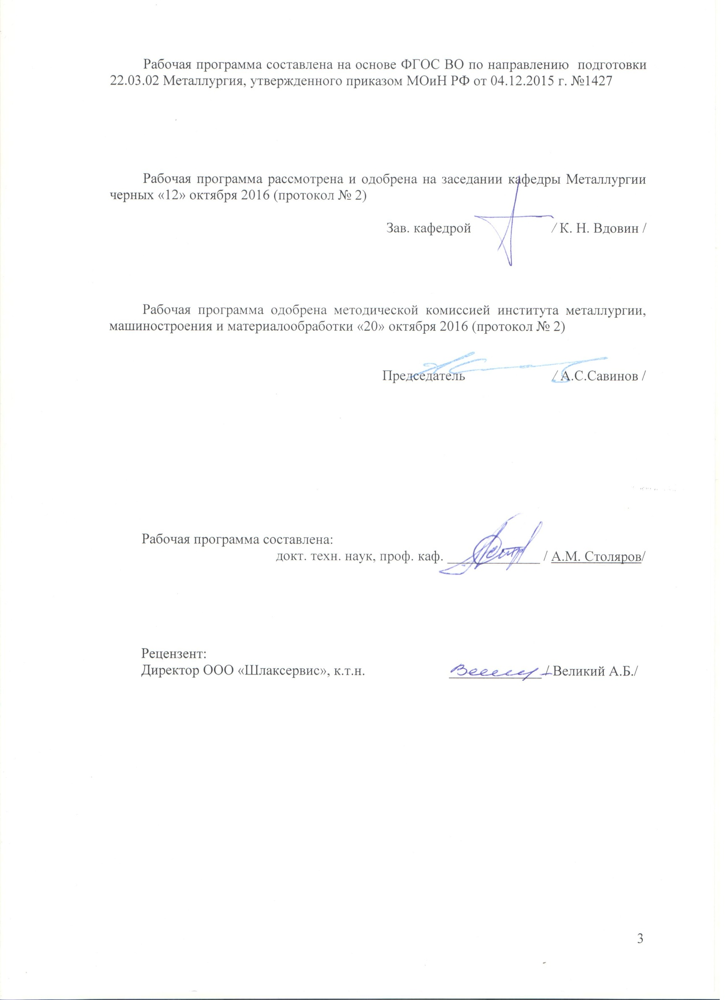 Рабочая программа составлена на основе ФГОС ВО по направлению подготовки
22.03.02 Металлургия, утвержденного приказом МОиН РФ от 04.12.2015 г. №1427
Рабочая программа рассмотрена и одобрена на заседании кафедры Металлургии
черных «12» октября 2016 (протокол № 2)
Зав. кафедрой / К. Н. Вдовин /
Рабочая программа одобрена методической комиссией института металлургии,
машиностроения и материалообработки «20» октября 2016 (протокол № 2)
Председатель / А.С.Савинов /
Рабочая программа составлена:
докт. техн. наук, проф. каф. / А.М. Столяров/
Рецензент:
Директор ООО «Шлаксервис», к.т.н. / Великий А.Б./
3